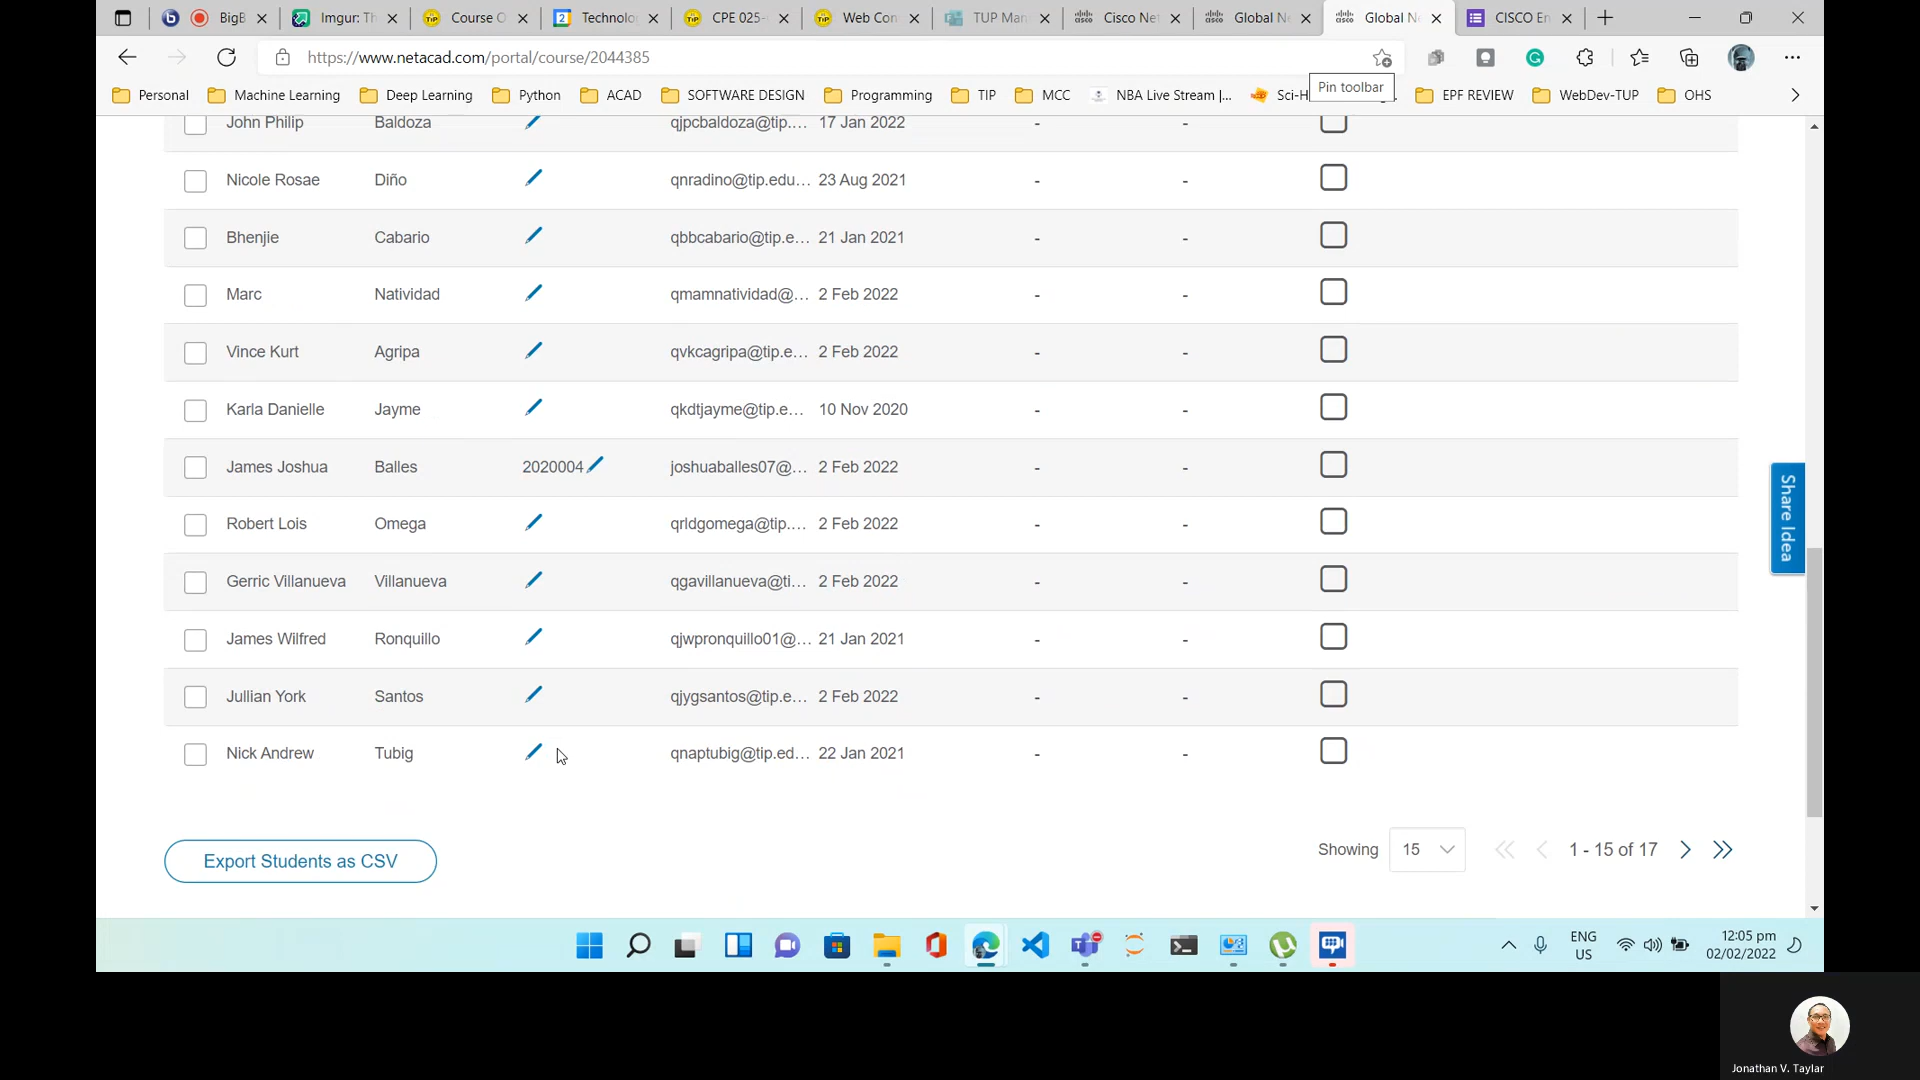 BigB
Imgur: Th
Course O
Technolo
CPE 025-
Web Con
TUP Man
Cisco Net
Global Ne
Global Ne
CISCO En
https://www.netacad.com/portal/course/2044385
Pin toolbar
Personal
Machine Learning
Deep Learning
Python
ACAD
SOFTWARE DESIGN
Programming
TIP
MCC
NBA Live Stream |...
Sci-H
EPF REVIEW
WebDev-TUP
OHS
John Philip Baldoza qjpcbaldoza@tip.... 17 Jan 2022 - -
Nicole Rosae Diño qnradino@tip.edu... 23 Aug 2021 - -
Bhenjie Cabario qbbcabario@tip.e... 21 Jan 2021 - -
Marc Natividad qmamnatividad@... 2 Feb 2022 - -
Vince Kurt Agripa qvkcagripa@tip.e... 2 Feb 2022 - -
Karla Danielle Jayme qkdtjayme@tip.e... 10 Nov 2020 - -
James Joshua Balles 2020004 joshuaballes07@... 2 Feb 2022 - -
Robert Lois Omega qrldgomega@tip.... 2 Feb 2022 - -
Gerric Villanueva Villanueva qgavillanueva@ti... 2 Feb 2022 - -
James Wilfred Ronquillo qjwpronquillo01@... 21 Jan 2021 - -
Jullian York Santos qjygsantos@tip.e... 2 Feb 2022 - -
Nick Andrew Tubig qnaptubig@tip.ed... 22 Jan 2021 - -
Share Idea
Export Students as CSV
Showing 15 1 - 15 of 17
ENG
US
12:05 pm
02/02/2022
Jonathan V. Taylar